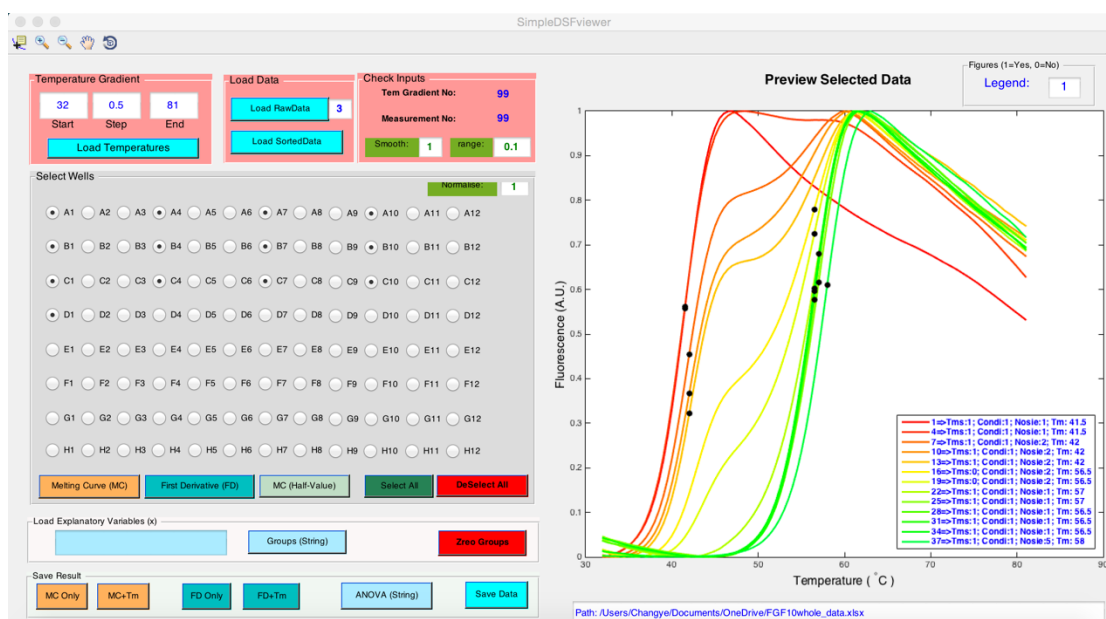 SimpleDSFviewer
Temperature Gradient
32 0.5 81
Start Step End
Load Temperatures
Load Data
Load RawData 3
Load SortedData
Check Inputs
Tem Gradient No: 99
Measurement No: 99
Smooth: 1 range: 0.1
Select Wells
Normalise: 1
A1 A2 A3 A4 A5 A6 A7 A8 A9 A10 A11 A12
B1 B2 B3 B4 B5 B6 B7 B8 B9 B10 B11 B12
C1 C2 C3 C4 C5 C6 C7 C8 C9 C10 C11 C12
D1 D2 D3 D4 D5 D6 D7 D8 D9 D10 D11 D12
E1 E2 E3 E4 E5 E6 E7 E8 E9 E10 E11 E12
F1 F2 F3 F4 F5 F6 F7 F8 F9 F10 F11 F12
G1 G2 G3 G4 G5 G6 G7 G8 G9 G10 G11 G12
H1 H2 H3 H4 H5 H6 H7 H8 H9 H10 H11 H12
Melting Curve (MC) First Derivative (FD) MC (Half-Value) Select All DeSelect All
Load Explanatory Variables (x)
Groups (String) Zreo Groups
Save Result
MC Only MC+Tm FD Only FD+Tm ANOVA (String) Save Data
Figures (1=Yes, 0=No)
Legend: 1
Preview Selected Data
1
0.9
0.8
0.7
0.6
0.5
0.4
0.3
0.2
0.1
0
Fluorescence (A.U.)
30 40 50 60 70 80 90
Temperature ( °C )
1=>Tms:1; Condi:1; Nosie:1; Tm: 41.5
4=>Tms:1; Condi:1; Nosie:1; Tm: 41.5
7=>Tms:1; Condi:1; Nosie:2; Tm: 42
10=>Tms:1; Condi:1; Nosie:2; Tm: 42
13=>Tms:1; Condi:1; Nosie:2; Tm: 42
16=>Tms:0; Condi:1; Nosie:2; Tm: 56.5
19=>Tms:0; Condi:1; Nosie:2; Tm: 56.5
22=>Tms:1; Condi:1; Nosie:1; Tm: 57
25=>Tms:1; Condi:1; Nosie:1; Tm: 57
28=>Tms:1; Condi:1; Nosie:1; Tm: 56.5
31=>Tms:1; Condi:1; Nosie:1; Tm: 56.5
34=>Tms:1; Condi:1; Nosie:1; Tm: 56.5
37=>Tms:1; Condi:1; Nosie:5; Tm: 58
Path: /Users/Changye/Documents/OneDrive/FGF10whole_data.xlsx